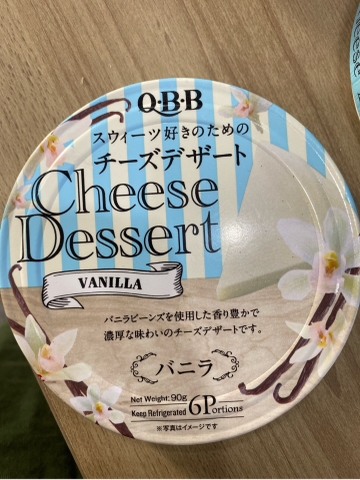 Q·B·B
スウィーツ好きのための
チーズデザート
Cheese
Dessert
VANILLA
バニラビーンズを使用した香り豊かで
濃厚な味わいのチーズデザートです。
バニラ
Net Weight: 90g
Keep Refrigerated 6Portions
※写真はイメージです